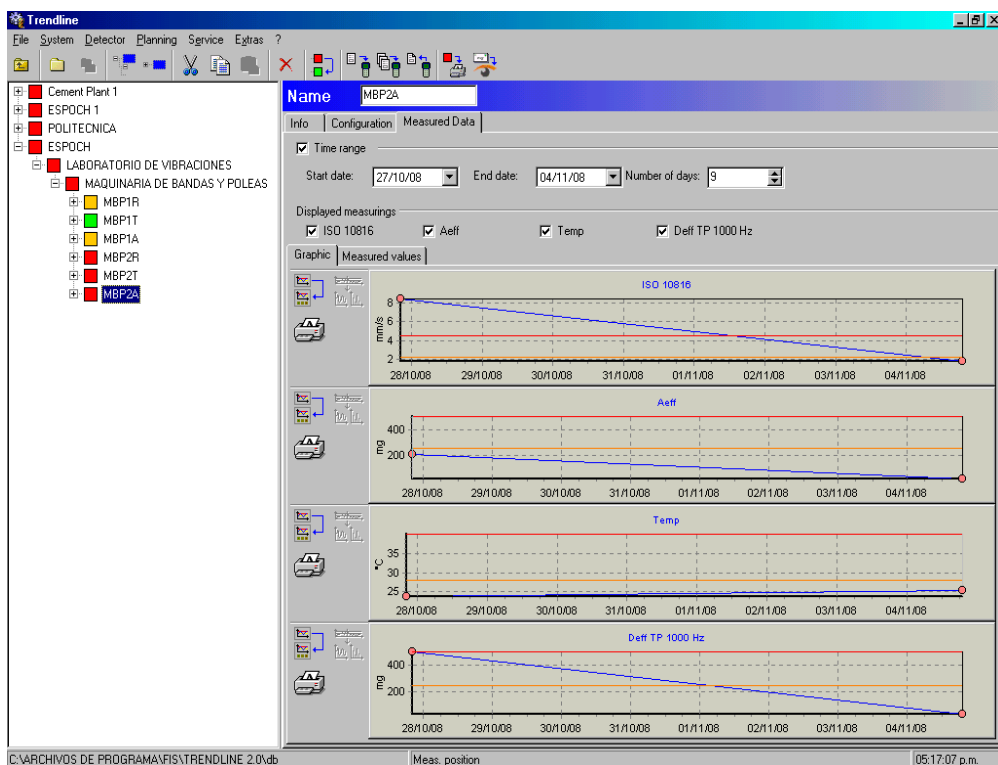 Trendline
File System Detector Planning Service Extras ?
Cement Plant 1
ESPOCH 1
POLITECNICA
ESPOCH
LABORATORIO DE VIBRACIONES
MAQUINARIA DE BANDAS Y POLEAS
MBP1R
MBP1T
MBP1A
MBP2R
MBP2T
MBP2A
Name MBP2A
Info Configuration Measured Data
Time range
Start date: 27/10/08 End date: 04/11/08 Number of days: 9
Displayed measurings
ISO 10816 Aeff Temp Deff TP 1000 Hz
Graphic Measured values
ISO 10816
mm/s
8
6
4
2
28/10/08 29/10/08 30/10/08 31/10/08 01/11/08 02/11/08 03/11/08 04/11/08
Aeff
mg
400
200
28/10/08 29/10/08 30/10/08 31/10/08 01/11/08 02/11/08 03/11/08 04/11/08
Temp
°C
35
30
25
28/10/08 29/10/08 30/10/08 31/10/08 01/11/08 02/11/08 03/11/08 04/11/08
Deff TP 1000 Hz
mg
400
200
28/10/08 29/10/08 30/10/08 31/10/08 01/11/08 02/11/08 03/11/08 04/11/08
C:\ARCHIVOS DE PROGRAMA\FIS\TRENDLINE 2.0\db Meas. position 05:17:07 p.m.